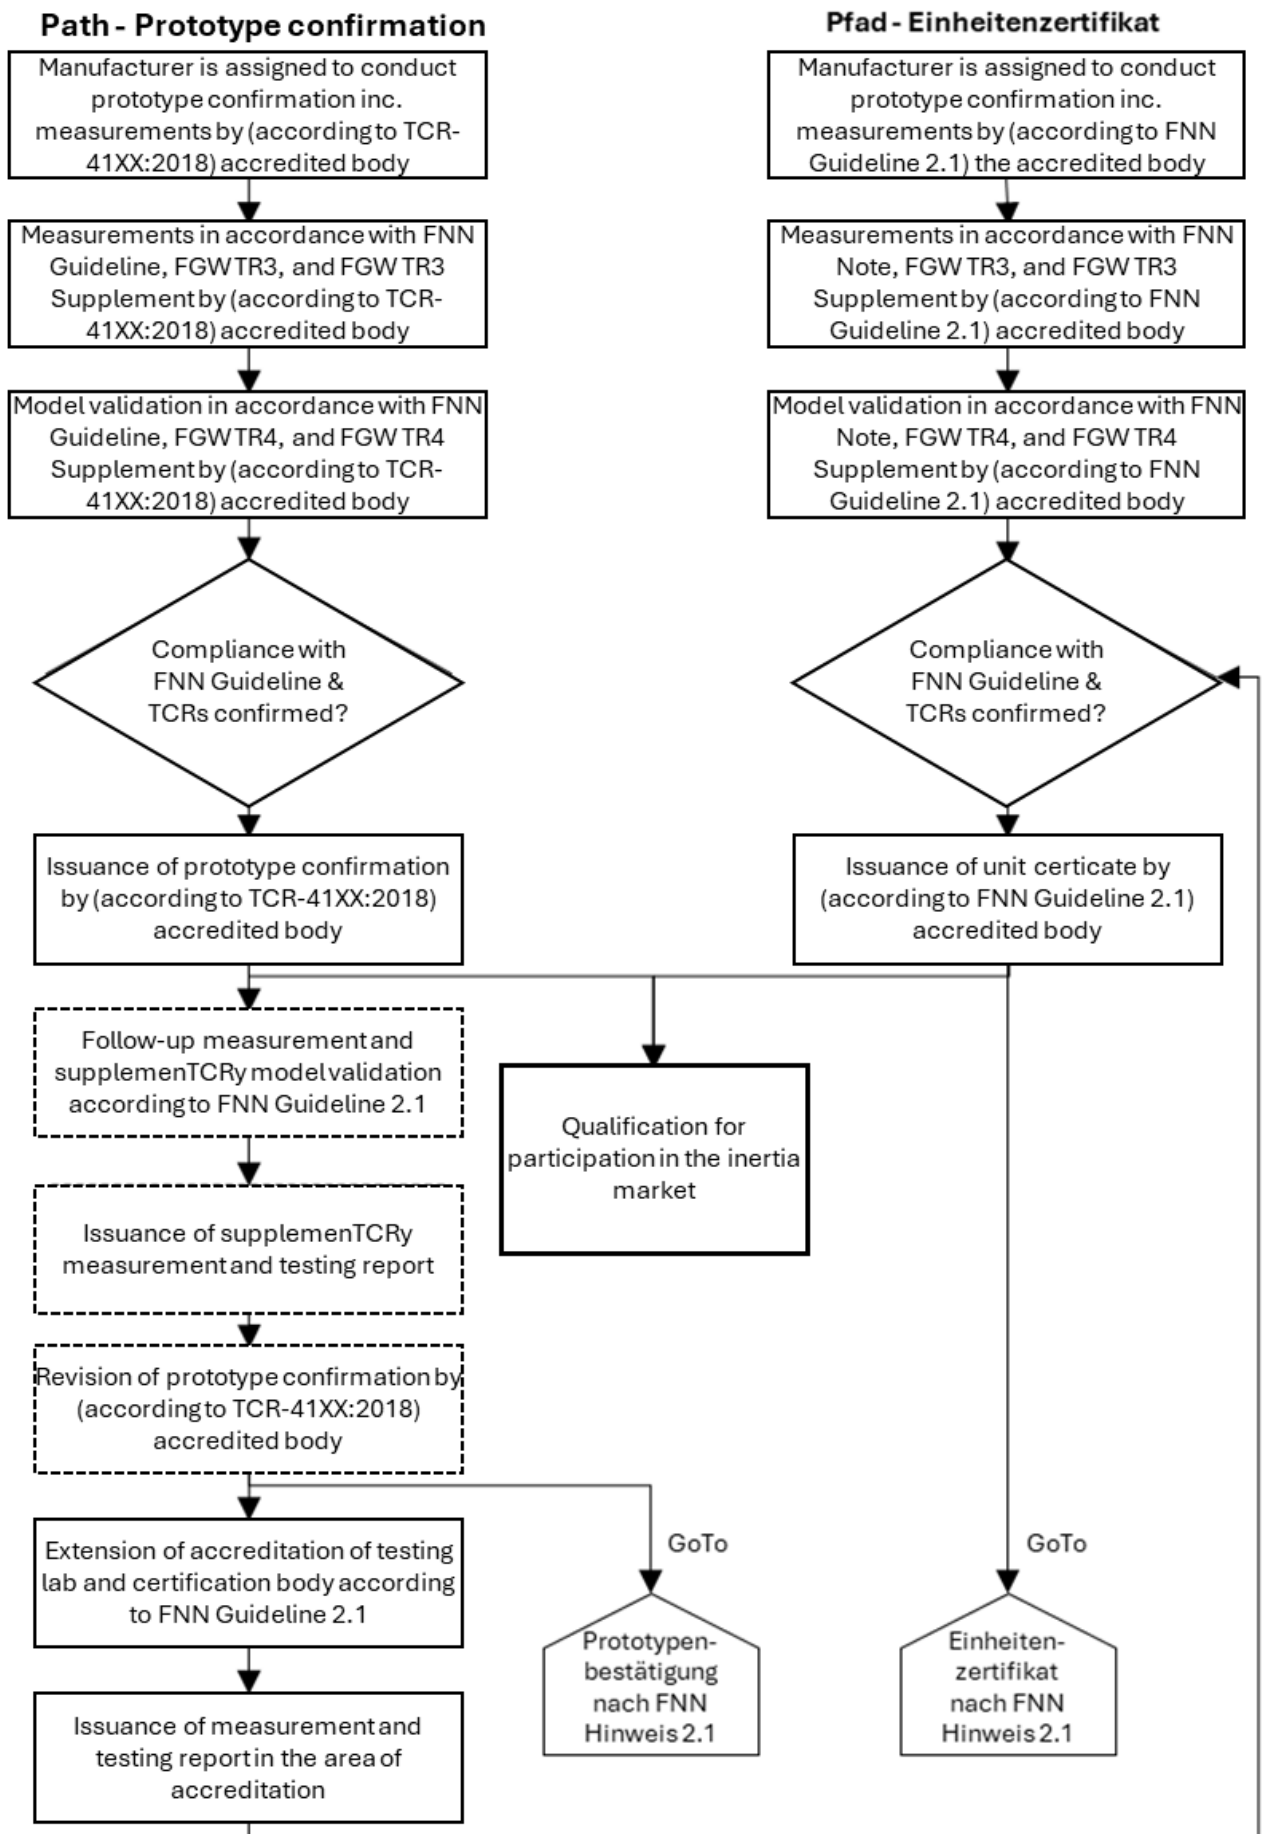 Path - Prototype confirmation
Manufacturer is assigned to conduct
prototype confirmation inc.
measurements by (according to TCR-
41XX:2018) accredited body
Measurements in accordance with FNN
Guideline, FGW TR3, and FGW TR3
Supplement by (according to TCR-
41XX:2018) accredited body
Model validation in accordance with FNN
Guideline, FGW TR4, and FGW TR4
Supplement by (according to TCR-
41XX:2018) accredited body
Compliance with
FNN Guideline &
TCRs confirmed?
Issuance of prototype confirmation
by (according to TCR-41XX:2018)
accredited body
Follow-up measurement and
supplemenTCRy model validation
according to FNN Guideline 2.1
Issuance of supplemenTCRy
measurement and testing report
Revision of prototype confirmation by
(according to TCR-41XX:2018)
accredited body
Extension of accreditation of testing
lab and certification body according
to FNN Guideline 2.1
Issuance of measurement and
testing report in the area of
accreditation
Qualification for
participation in the inertia
market
GoTo
Prototypen-
bestätigung
nach FNN
Hinweis 2.1
Pfad - Einheitenzertifikat
Manufacturer is assigned to conduct
prototype confirmation inc.
measurements by (according to FNN
Guideline 2.1) the accredited body
Measurements in accordance with FNN
Note, FGW TR3, and FGW TR3
Supplement by (according to FNN
Guideline 2.1) accredited body
Model validation in accordance with FNN
Note, FGW TR4, and FGW TR4
Supplement by (according to FNN
Guideline 2.1) accredited body
Compliance with
FNN Guideline &
TCRs confirmed?
Issuance of unit certicate by
(according to FNN Guideline 2.1)
accredited body
GoTo
Einheiten-
zertifikat
nach FNN
Hinweis 2.1